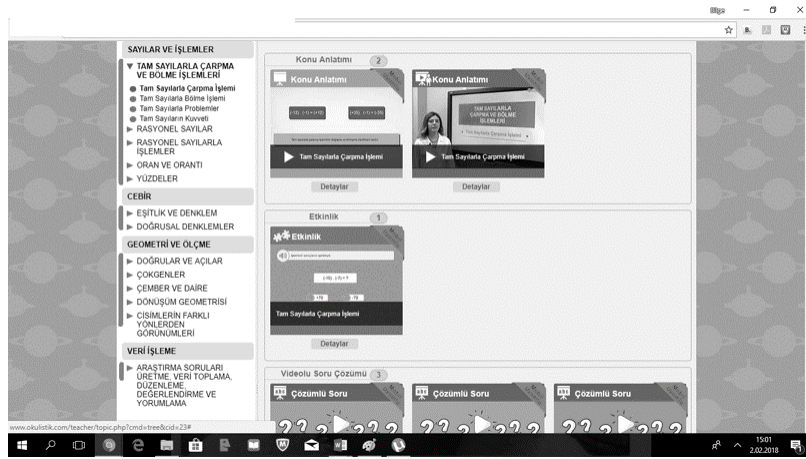 Bilge
SAYILAR VE İŞLEMLER
TAM SAYILARLA ÇARPMA
VE BÖLME İŞLEMLERİ
Tam Sayılarla Çarpma İşlemi
Tam Sayılarla Bölme İşlemi
Tam Sayılarla Problemler
Tam Sayıların Kuvveti
RASYONEL SAYILAR
RASYONEL SAYILARLA
İŞLEMLER
ORAN VE ORANTI
YÜZDELER
CEBİR
EŞİTLİK VE DENKLEM
DOĞRUSAL DENKLEMLER
GEOMETRİ VE ÖLÇME
DOĞRULAR VE AÇILAR
ÇOKGENLER
ÇEMBER VE DAİRE
DÖNÜŞÜM GEOMETRİSİ
CİSİMLERİN FARKLI
YÖNLERDEN
GÖRÜNÜMLERİ
VERİ İŞLEME
ARAŞTIRMA SORULARI
ÜRETME, VERİ TOPLAMA,
DÜZENLEME,
DEĞERLENDİRME VE
YORUMLAMA
Konu Anlatımı 2
Konu Anlatımı
Tam Sayılarla Çarpma İşlemi
Detaylar
Konu Anlatımı
TAM SAYILARLA
ÇARPMA VE BÖLME
İŞLEMLERİ
Tam Sayılarla Çarpma İşlemi
Tam Sayılarla Çarpma İşlemi
Detaylar
Etkinlik 1
Etkinlik
Tam Sayılarla Çarpma İşlemi
Detaylar
Videolu Soru Çözümü 3
Çözümlü Soru
Çözümlü Soru
Çözümlü Soru
www.okulistik.com/teacher/topic.php?cmd=tree&cid=23#
15:01
2.02.2018